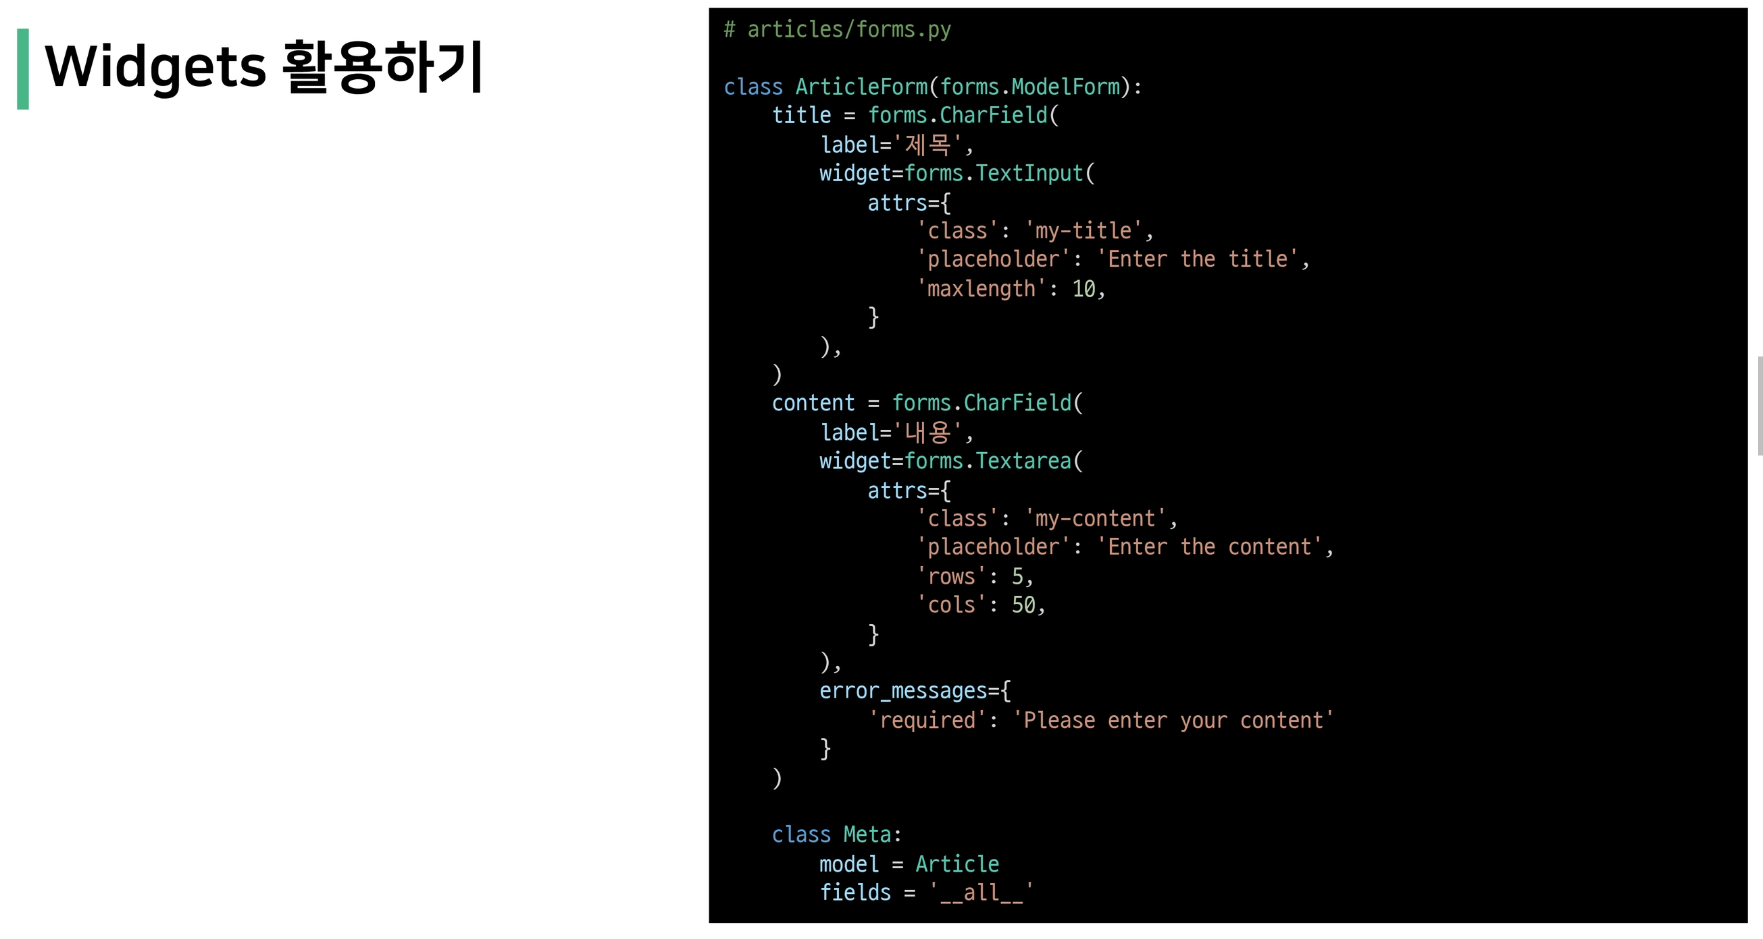 Widgets 활용하기
# articles/forms.py
class ArticleForm(forms.ModelForm):
    title = forms.CharField(
        label='제목',
        widget=forms.TextInput(
            attrs={
                'class': 'my-title',
                'placeholder': 'Enter the title',
                'maxlength': 10,
            }
        ),
    )
    content = forms.CharField(
        label='내용',
        widget=forms.Textarea(
            attrs={
                'class': 'my-content',
                'placeholder': 'Enter the content',
                'rows': 5,
                'cols': 50,
            }
        ),
        error_messages={
            'required': 'Please enter your content'
        }
    )
    class Meta:
        model = Article
        fields = '__all__'